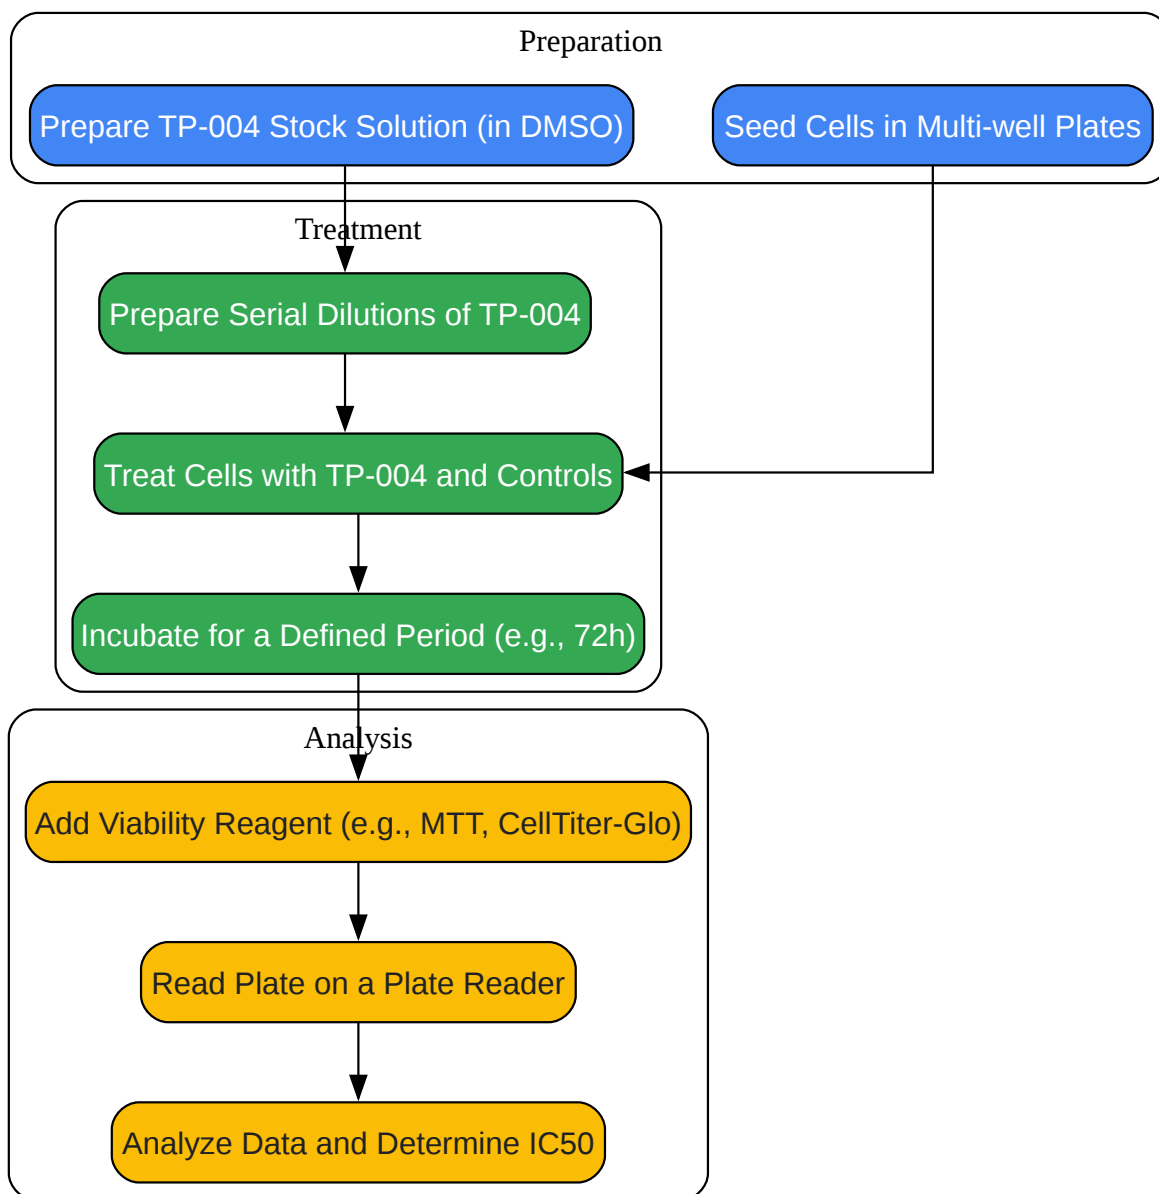 Preparation
Prepare TP-004 Stock Solution (in DMSO)
Seed Cells in Multi-well Plates
Treatment
Prepare Serial Dilutions of TP-004
Treat Cells with TP-004 and Controls
Incubate for a Defined Period (e.g., 72h)
Analysis
Add Viability Reagent (e.g., MTT, CellTiter-Glo)
Read Plate on a Plate Reader
Analyze Data and Determine IC50